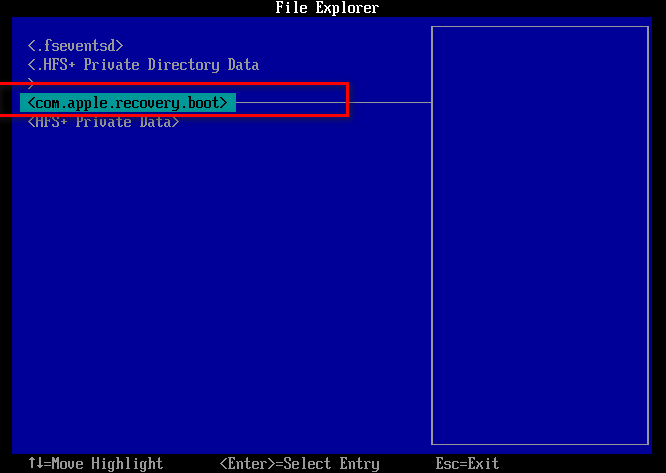 File Explorer
<.fseventsd>
<.HFS+ Private Directory Data
>
<com.apple.recovery.boot>
<HFS+ Private Data>
↑↓=Move Highlight <Enter>=Select Entry Esc=Exit